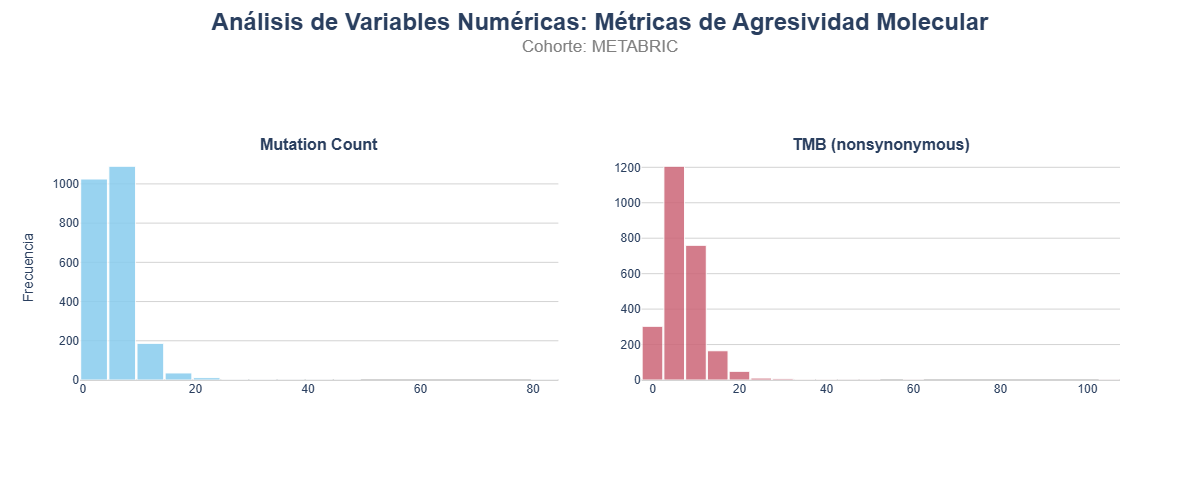 Análisis de Variables Numéricas: Métricas de Agresividad Molecular
Cohorte: METABRIC
Mutation Count
TMB (nonsynonymous)
Frecuencia
1000
800
600
400
200
0
0 20 40 60 80
1200
1000
800
600
400
200
0
0 20 40 60 80 100